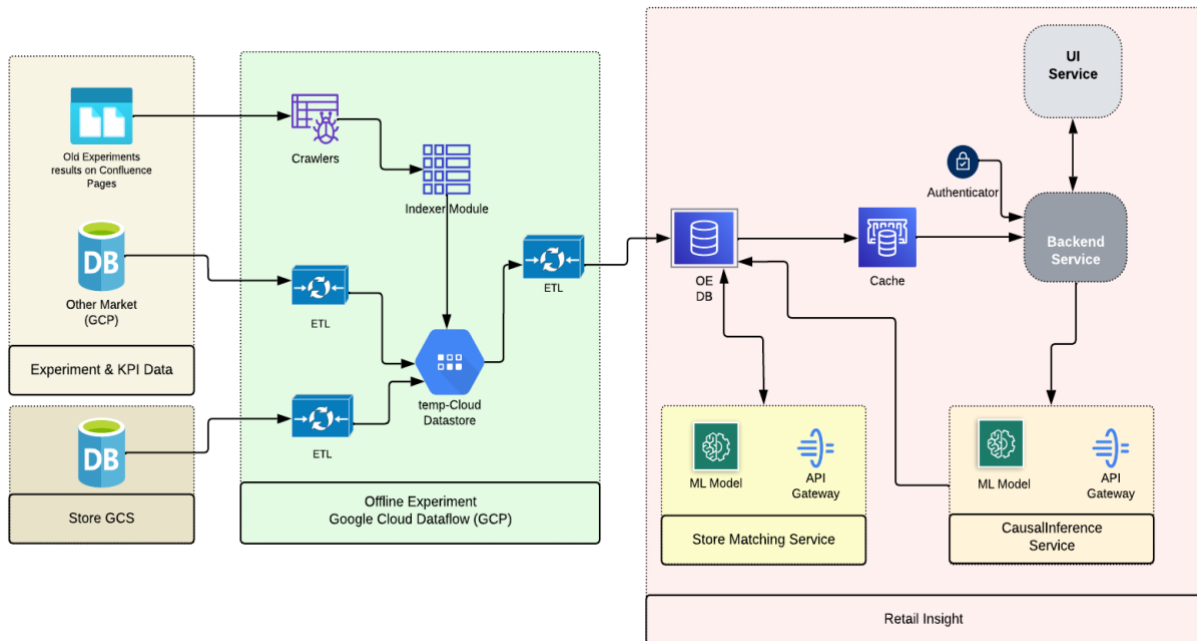 Old Experiments
results on Confluence
Pages
DB
Other Market
(GCP)
Experiment & KPI Data
DB
Store GCS
Crawlers
Indexer Module
ETL
ETL
temp-Cloud
Datastore
ETL
Offline Experiment
Google Cloud Dataflow (GCP)
UI
Service
Authenticator
Backend
Service
OE
DB
Cache
ML Model
API
Gateway
Store Matching Service
ML Model
API
Gateway
CausalInference
Service
Retail Insight